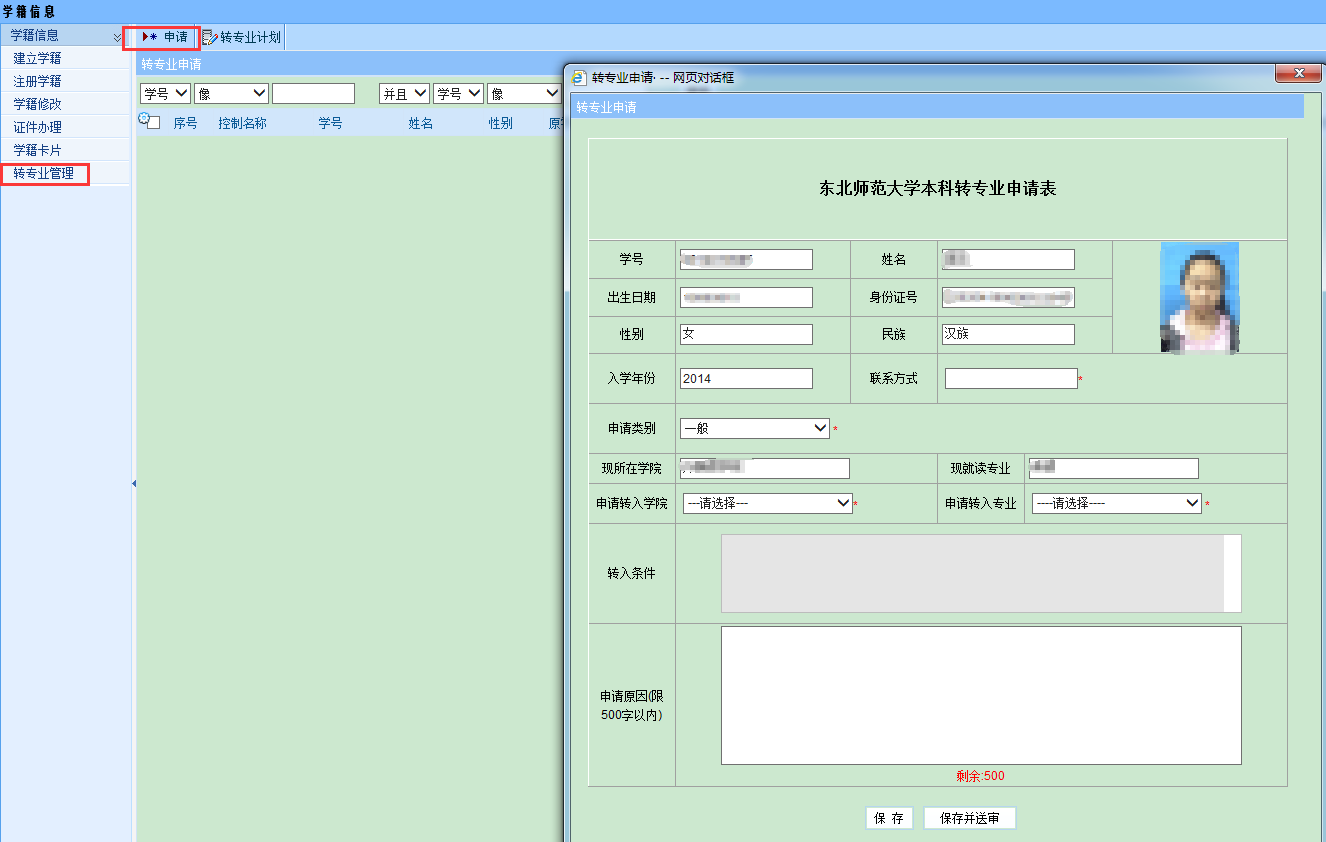 学籍信息
学籍信息
建立学籍
注册学籍
学籍修改
证件办理
学籍卡片
转专业管理
申请 转专业计划
转专业申请
学号 像 并且 学号 像
序号 控制名称 学号 姓名 性别
转专业申请· -- 网页对话框
转专业申请
东北师范大学本科转专业申请表
学号 姓名
出生日期 身份证号
性别 女 民族 汉族
入学年份 2014 联系方式 *
申请类别 一般 *
现所在学院 现就读专业
申请转入学院 ---请选择--- * 申请转入专业 ----请选择---- *
转入条件
申请原因(限
500字以内)
剩余:500
保 存 保存并送审